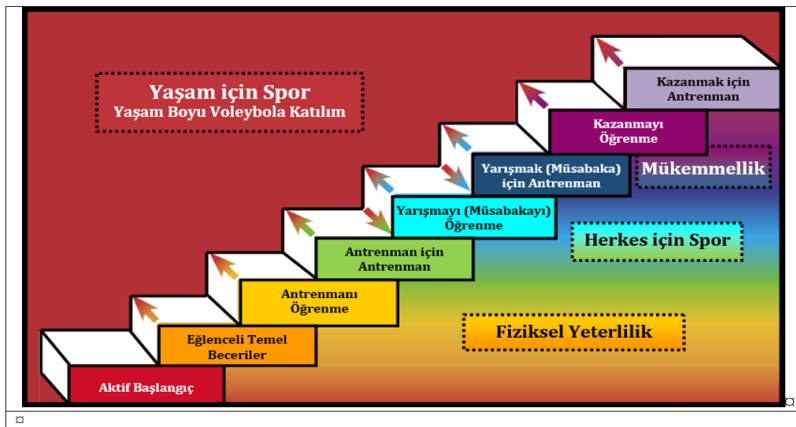 Yaşam için Spor
Yaşam Boyu Voleybola Katılım
Kazanmak için
Antrenman
Kazanmayı
Öğrenme
Mükemmellik
Yarışmak (Müsabaka)
için Antrenman
Yarışmayı (Müsabakayı)
Öğrenme
Herkes için Spor
Antrenman için
Antrenman
Antrenmanı
Öğrenme
Fiziksel Yeterlilik
Eğlenceli Temel
Beceriler
Aktif Başlangıç